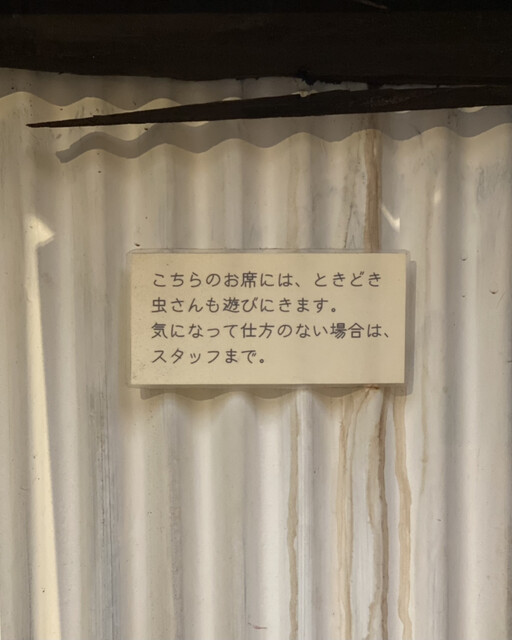 こちらのお席には、ときどき
虫さんも遊びにきます。
気になって仕方のない場合は、
スタッフまで。